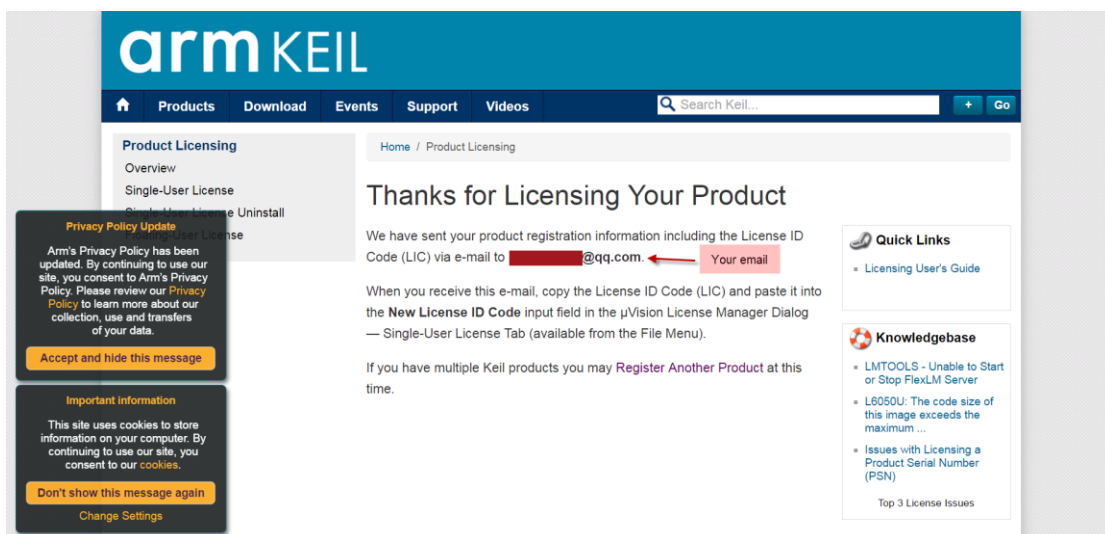 arm KEIL
Products Download Events Support Videos
Search Keil...
+ Go
Product Licensing
Overview
Single-User License
Single-User License Uninstall
Floating-User License
Home / Product Licensing
Thanks for Licensing Your Product
We have sent your product registration information including the License ID
Code (LIC) via e-mail to @qq.com.
Your email
When you receive this e-mail, copy the License ID Code (LIC) and paste it into
the New License ID Code input field in the µVision License Manager Dialog
— Single-User License Tab (available from the File Menu).
If you have multiple Keil products you may Register Another Product at this
time.
Quick Links
Licensing User's Guide
Knowledgebase
LMTOOLS - Unable to Start
or Stop FlexLM Server
L6050U: The code size of
this image exceeds the
maximum ...
Issues with Licensing a
Product Serial Number
(PSN)
Top 3 License Issues
Privacy Policy Update
Arm's Privacy Policy has been
updated. By continuing to use our
site, you consent to Arm's Privacy
Policy. Please review our Privacy
Policy to learn more about our
collection, use and transfers
of your data.
Accept and hide this message
Important information
This site uses cookies to store
information on your computer. By
continuing to use our site, you
consent to our cookies.
Don't show this message again
Change Settings